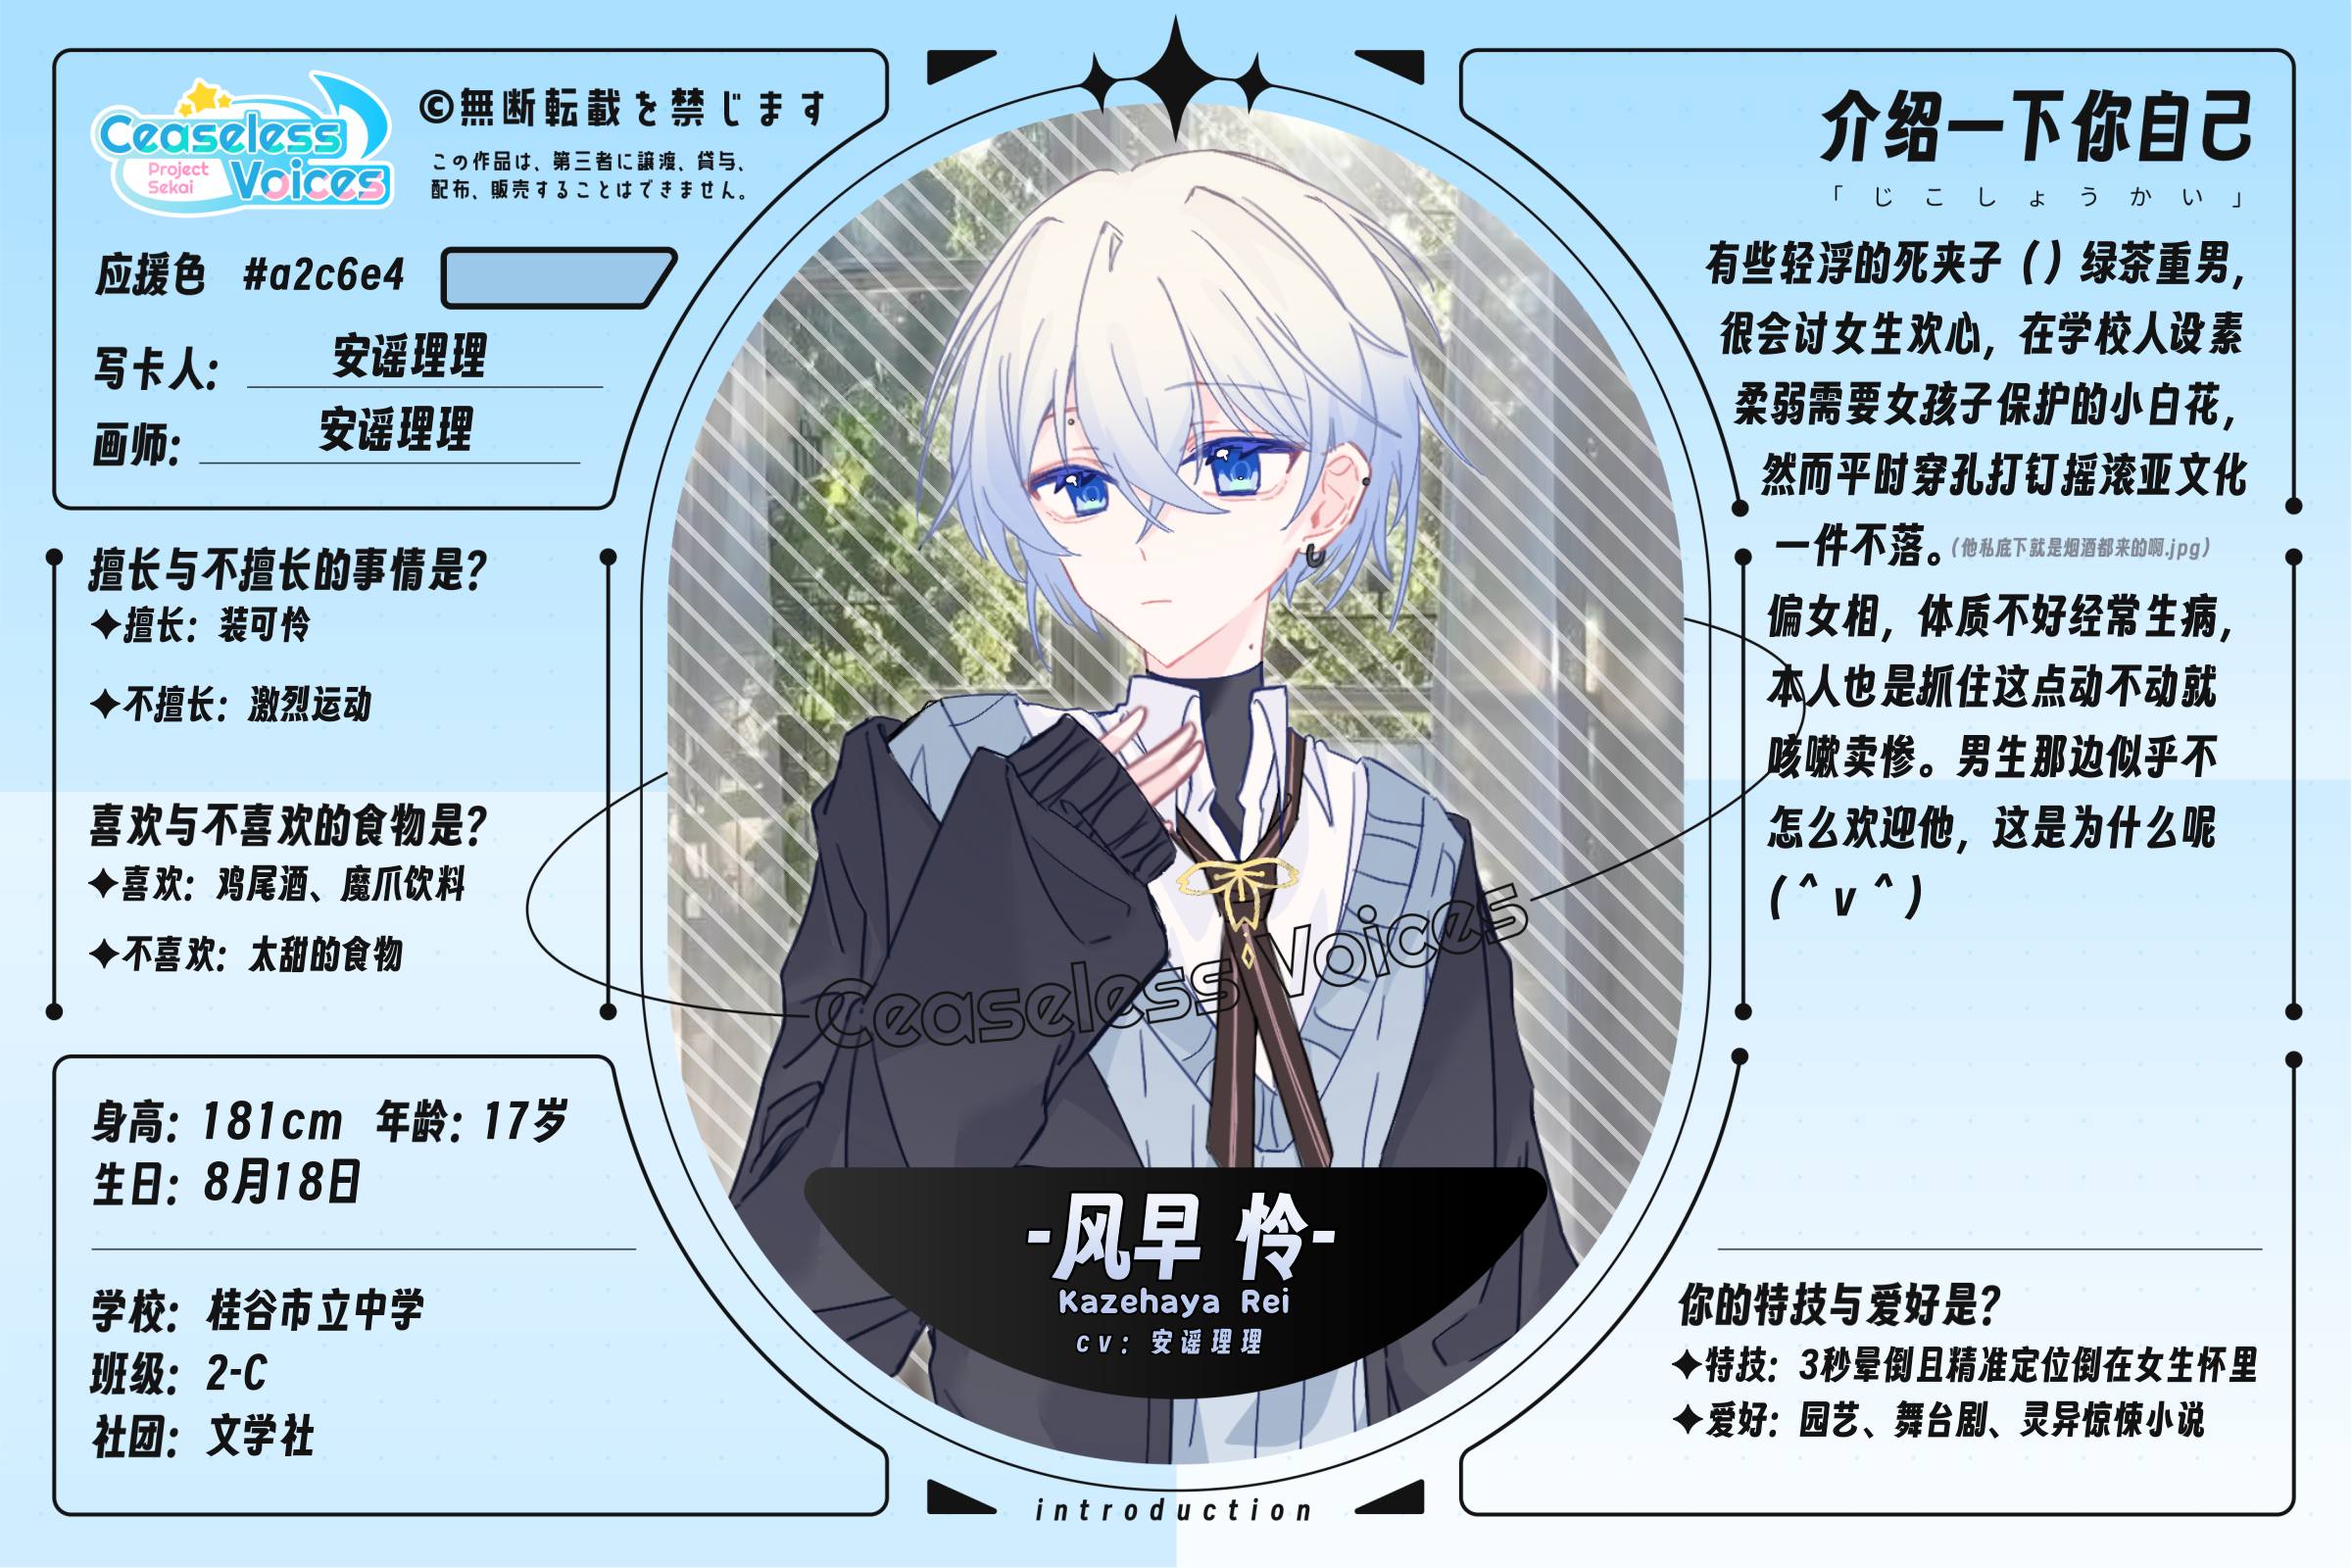 Ceaseless
Project
Sekai
Voices
©無断転載を禁じます
この作品は、第三者に譲渡、貸与、
配布、販売することはできません。
应援色 #a2c6e4
写卡人: 安谣理理
画师: 安谣理理
擅长与不擅长的事情是?
✦擅长: 装可怜
✦不擅长: 激烈运动
喜欢与不喜欢的食物是?
✦喜欢: 鸡尾酒、魔爪饮料
✦不喜欢: 太甜的食物
身高: 181cm 年龄: 17岁
生日: 8月18日
学校: 桂谷市立中学
班级: 2-C
社团: 文学社
Ceaseless Voices
-风早 怜-
Kazehaya Rei
cv: 安谣理理
introduction
介绍一下你自己
「じこしょうかい」
有些轻浮的死夹子（）绿茶重男,
很会讨女生欢心, 在学校人设素
柔弱需要女孩子保护的小白花,
然而平时穿孔打钉摇滚亚文化
一件不落。(他私底下就是烟酒都来的啊.jpg)
偏女相, 体质不好经常生病,
本人也是抓住这点动不动就
咳嗽卖惨。男生那边似乎不
怎么欢迎他, 这是为什么呢
(^v^)
你的特技与爱好是?
✦特技: 3秒晕倒且精准定位倒在女生怀里
✦爱好: 园艺、舞台剧、灵异惊悚小说